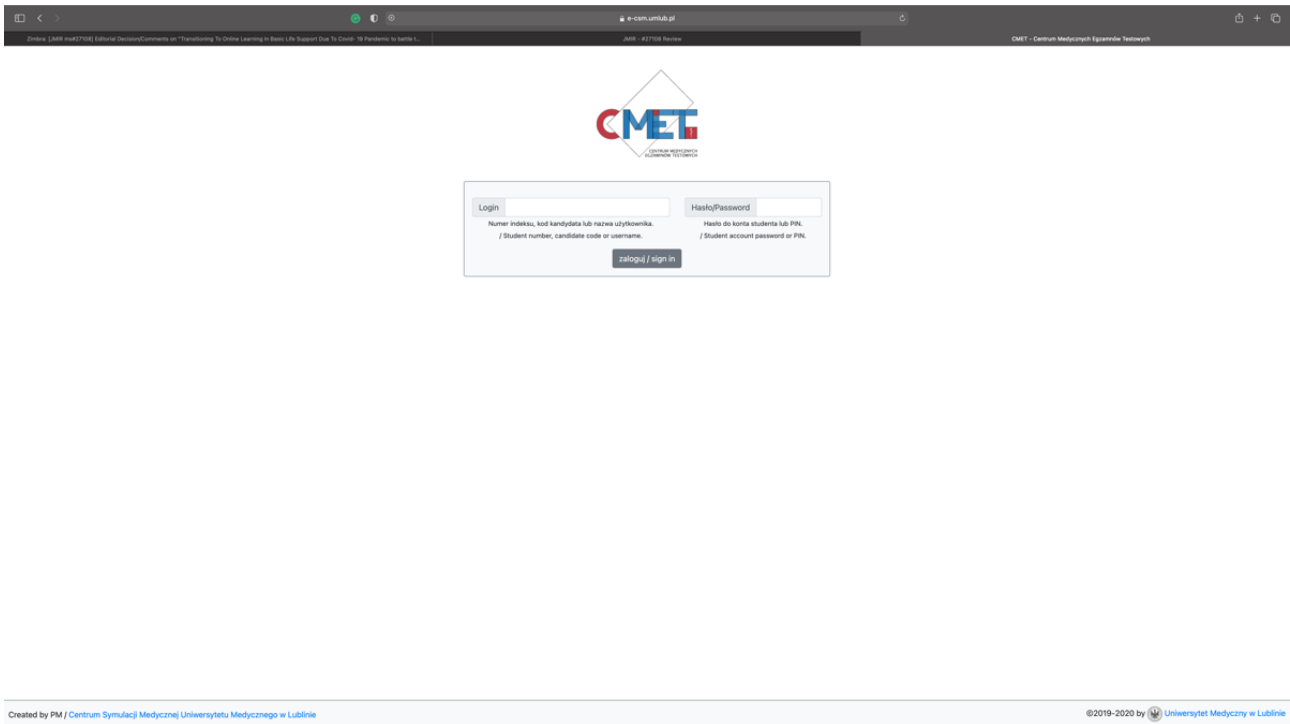 e-csm.umlub.pl
Zimbra: [JMIR ms#27108] Editorial Decision/Comments on "Transitioning To Online Learning In Basic Life Support Due To Covid- 19 Pandemic to battle t...
JMIR - #27108 Review
CMET - Centrum Medycznych Egzaminów Testowych
CMET
CENTRUM MEDYCZNYCH
EGZAMINÓW TESTOWYCH
Login
Hasło/Password
Numer indeksu, kod kandydata lub nazwa użytkownika.
/ Student number, candidate code or username.
Hasło do konta studenta lub PIN.
/ Student account password or PIN.
zaloguj / sign in
Created by PM / Centrum Symulacji Medycznej Uniwersytetu Medycznego w Lublinie
©2019-2020 by Uniwersytet Medyczny w Lublinie